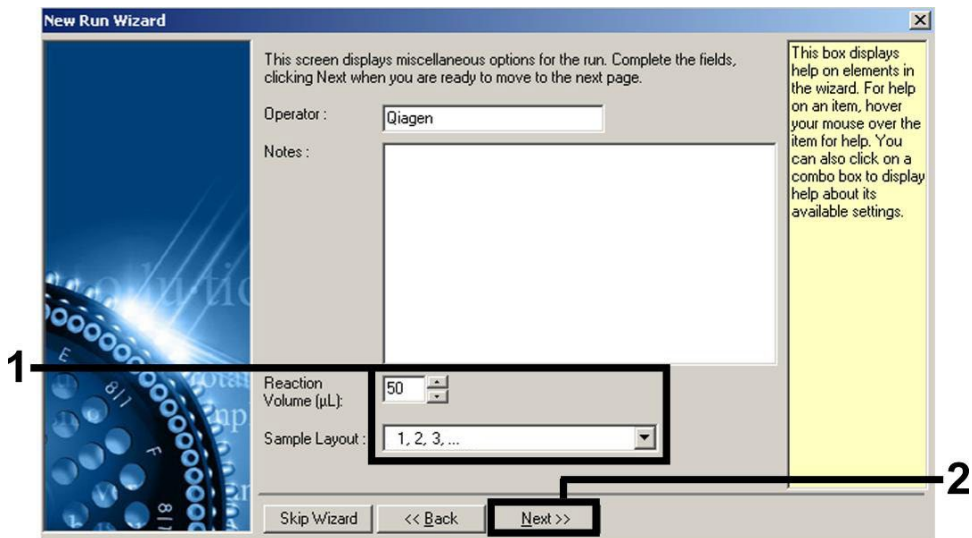 New Run Wizard
This screen displays miscellaneous options for the run. Complete the fields,
clicking Next when you are ready to move to the next page.
Operator :
Qiagen
Notes :
Reaction
Volume (µL):
50
Sample Layout :
1, 2, 3, ...
Skip Wizard
<< Back
Next >>
This box displays
help on elements in
the wizard. For help
on an item, hover
your mouse over the
item for help. You
can also click on a
combo box to display
help about its
available settings.
1
2
E
8|1
F
8|1